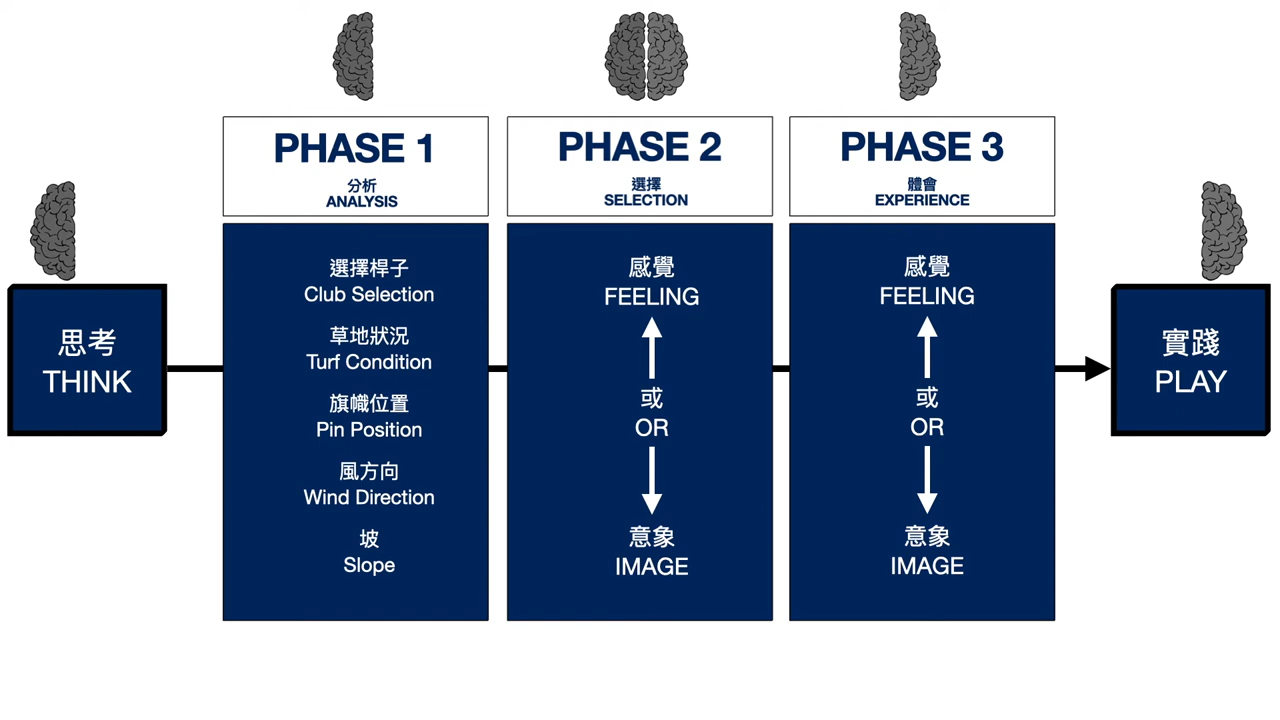 思考
THINK
PHASE 1
分析
ANALYSIS
選擇桿子
Club Selection
草地狀況
Turf Condition
旗幟位置
Pin Position
風方向
Wind Direction
坡
Slope
PHASE 2
選擇
SELECTION
感覺
FEELING
或
OR
意象
IMAGE
PHASE 3
體會
EXPERIENCE
感覺
FEELING
或
OR
意象
IMAGE
實踐
PLAY